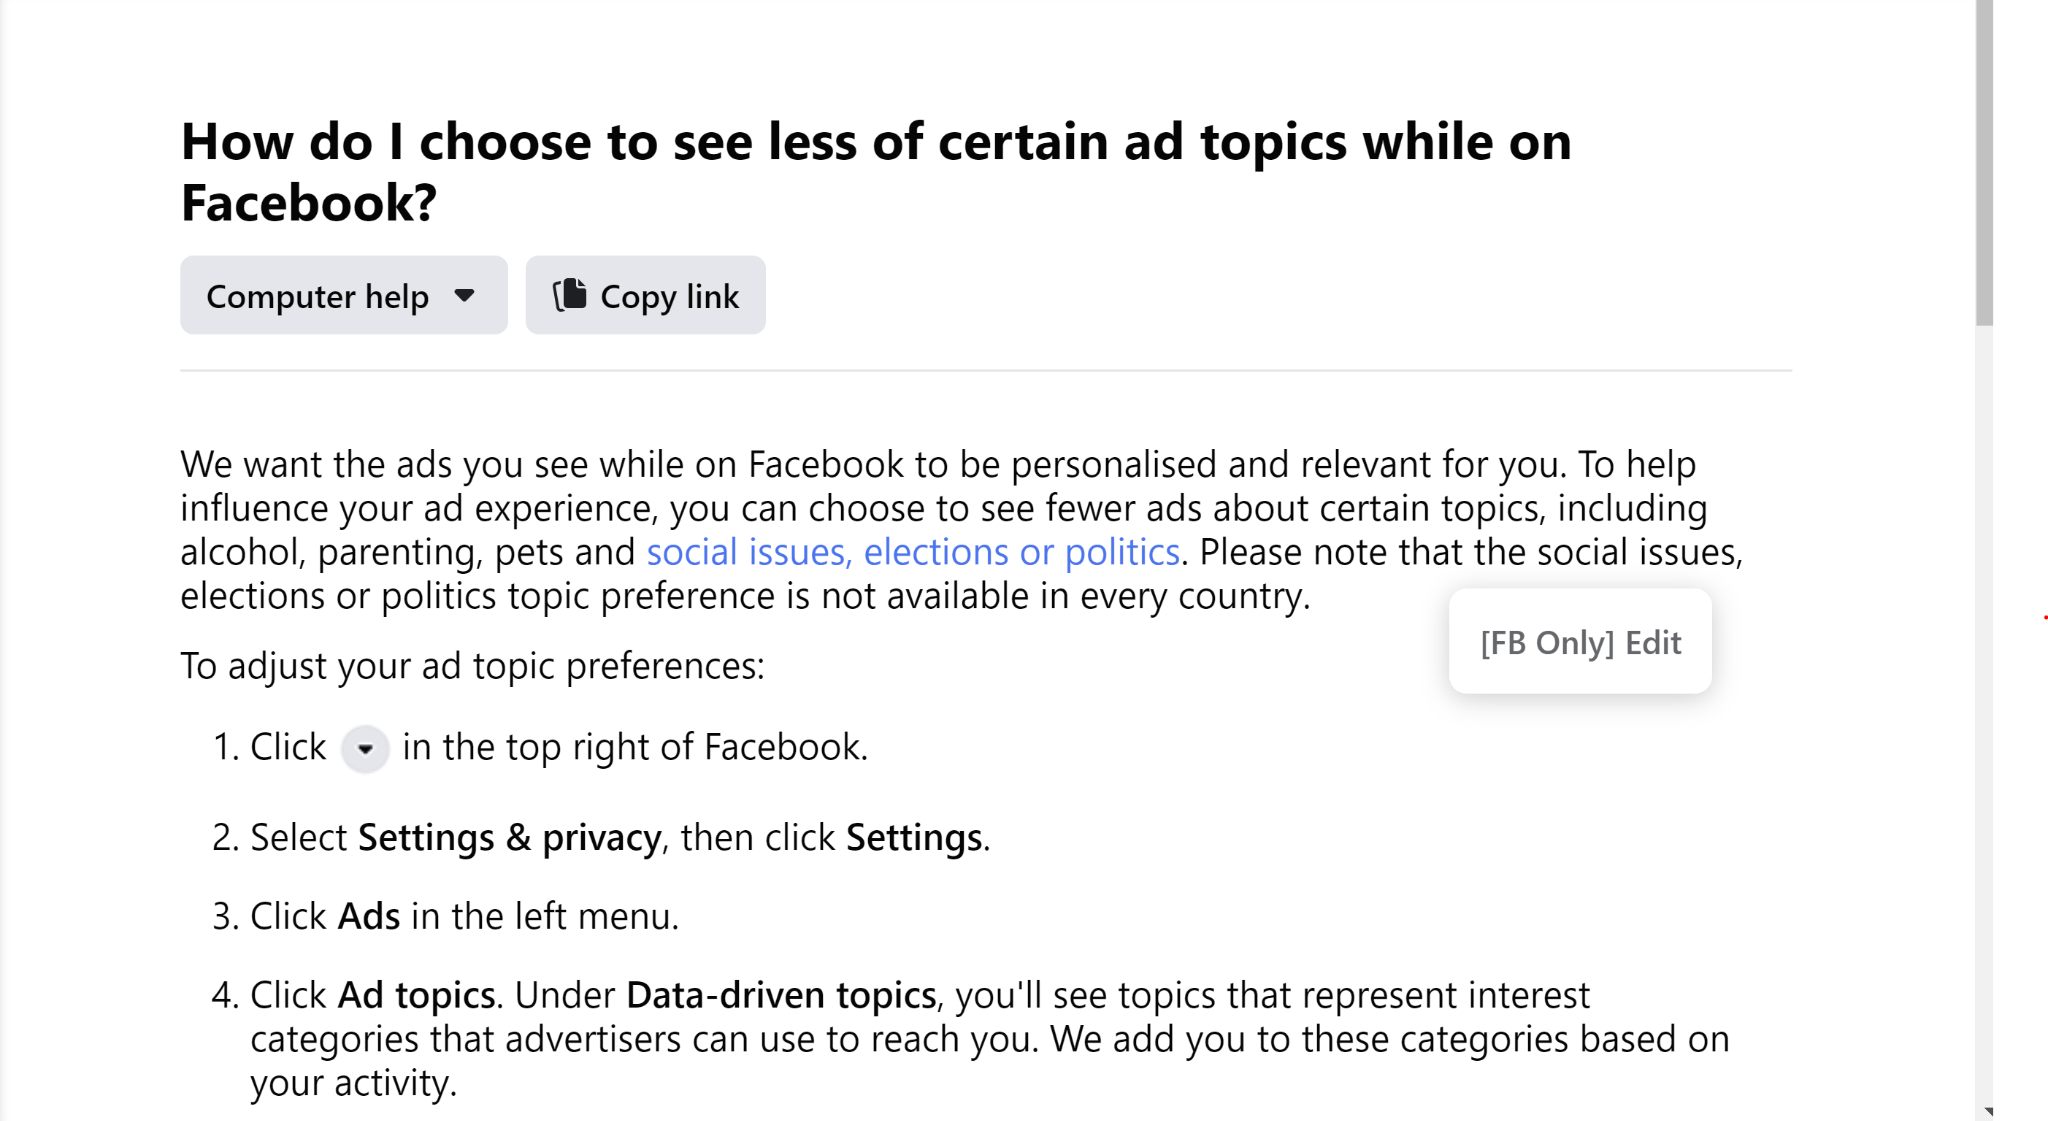 How do I choose to see less of certain ad topics while on
Facebook?
Computer help
Copy link
We want the ads you see while on Facebook to be personalised and relevant for you. To help
influence your ad experience, you can choose to see fewer ads about certain topics, including
alcohol, parenting, pets and social issues, elections or politics. Please note that the social issues,
elections or politics topic preference is not available in every country.
[FB Only] Edit
To adjust your ad topic preferences:
1. Click in the top right of Facebook.
2. Select Settings & privacy, then click Settings.
3. Click Ads in the left menu.
4. Click Ad topics. Under Data-driven topics, you'll see topics that represent interest
categories that advertisers can use to reach you. We add you to these categories based on
your activity.